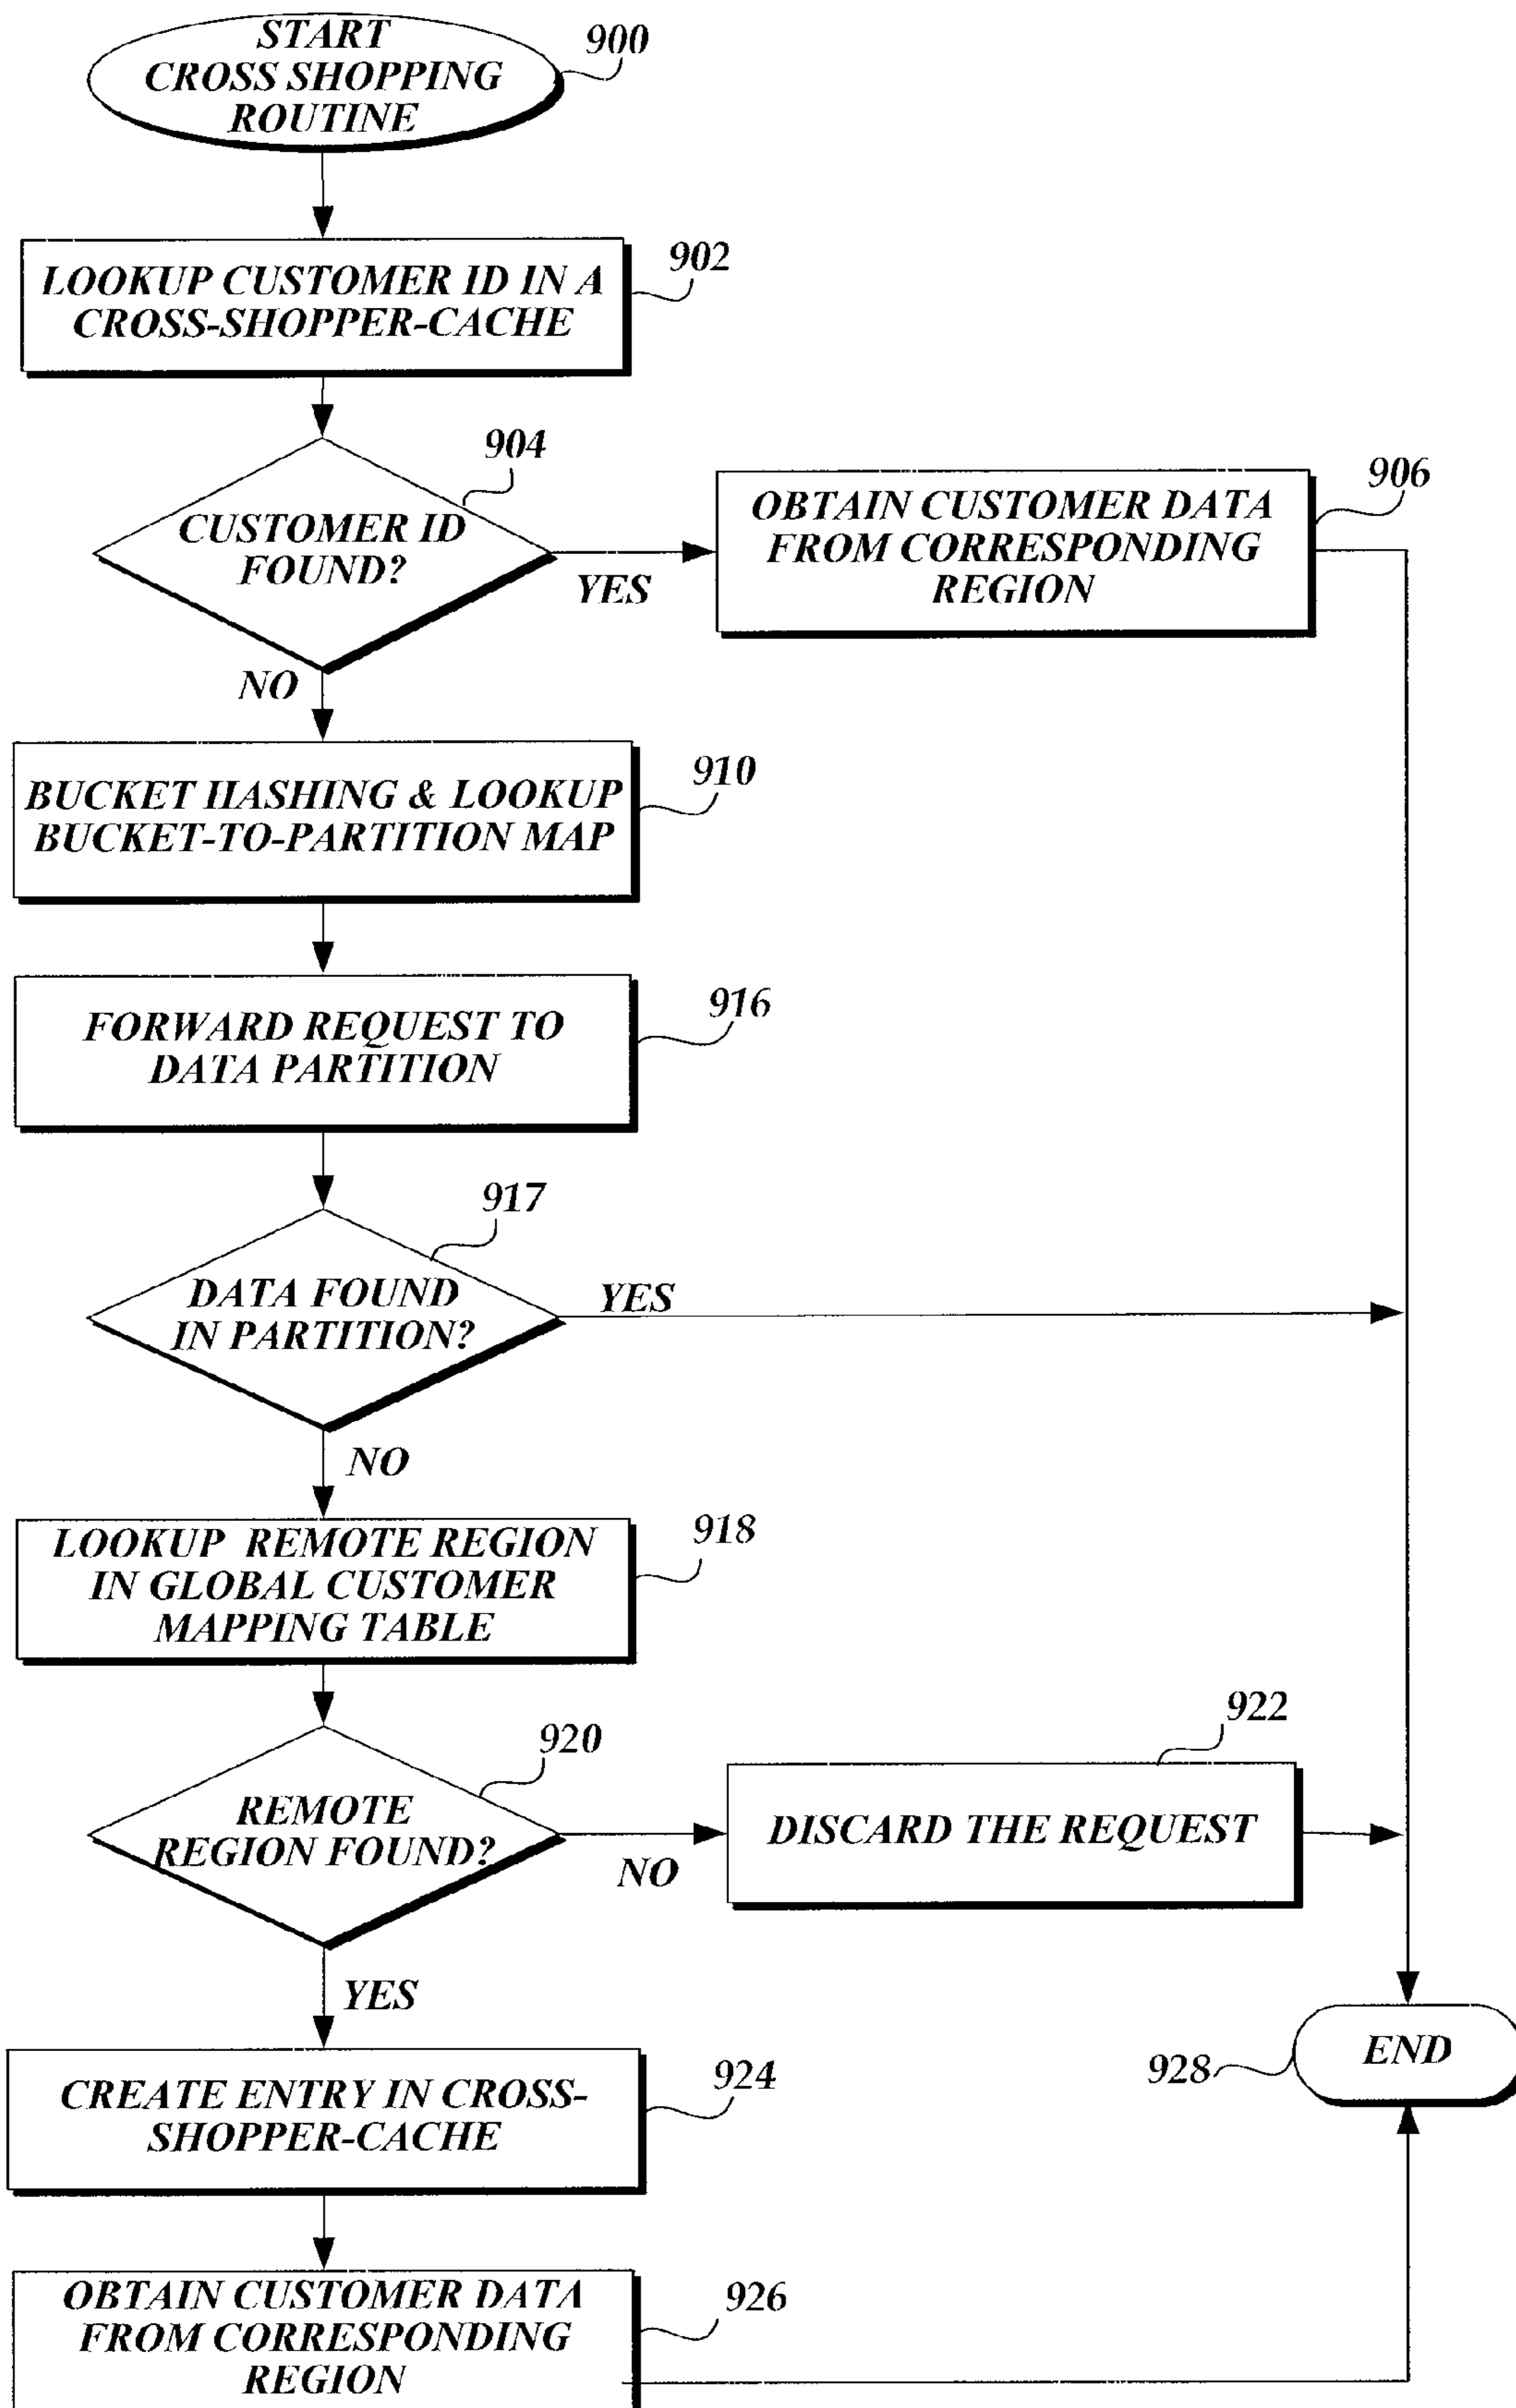 START
CROSS SHOPPING
ROUTINE
900
LOOKUP CUSTOMER ID IN A
CROSS-SHOPPER-CACHE
902
904
CUSTOMER ID
FOUND?
YES
NO
OBTAIN CUSTOMER DATA
FROM CORRESPONDING
REGION
906
BUCKET HASHING & LOOKUP
BUCKET-TO-PARTITION MAP
910
FORWARD REQUEST TO
DATA PARTITION
916
917
DATA FOUND
IN PARTITION?
YES
NO
LOOKUP REMOTE REGION
IN GLOBAL CUSTOMER
MAPPING TABLE
918
920
REMOTE
REGION FOUND?
NO
922
DISCARD THE REQUEST
YES
CREATE ENTRY IN CROSS-
SHOPPER-CACHE
924
928
END
OBTAIN CUSTOMER DATA
FROM CORRESPONDING
REGION
926